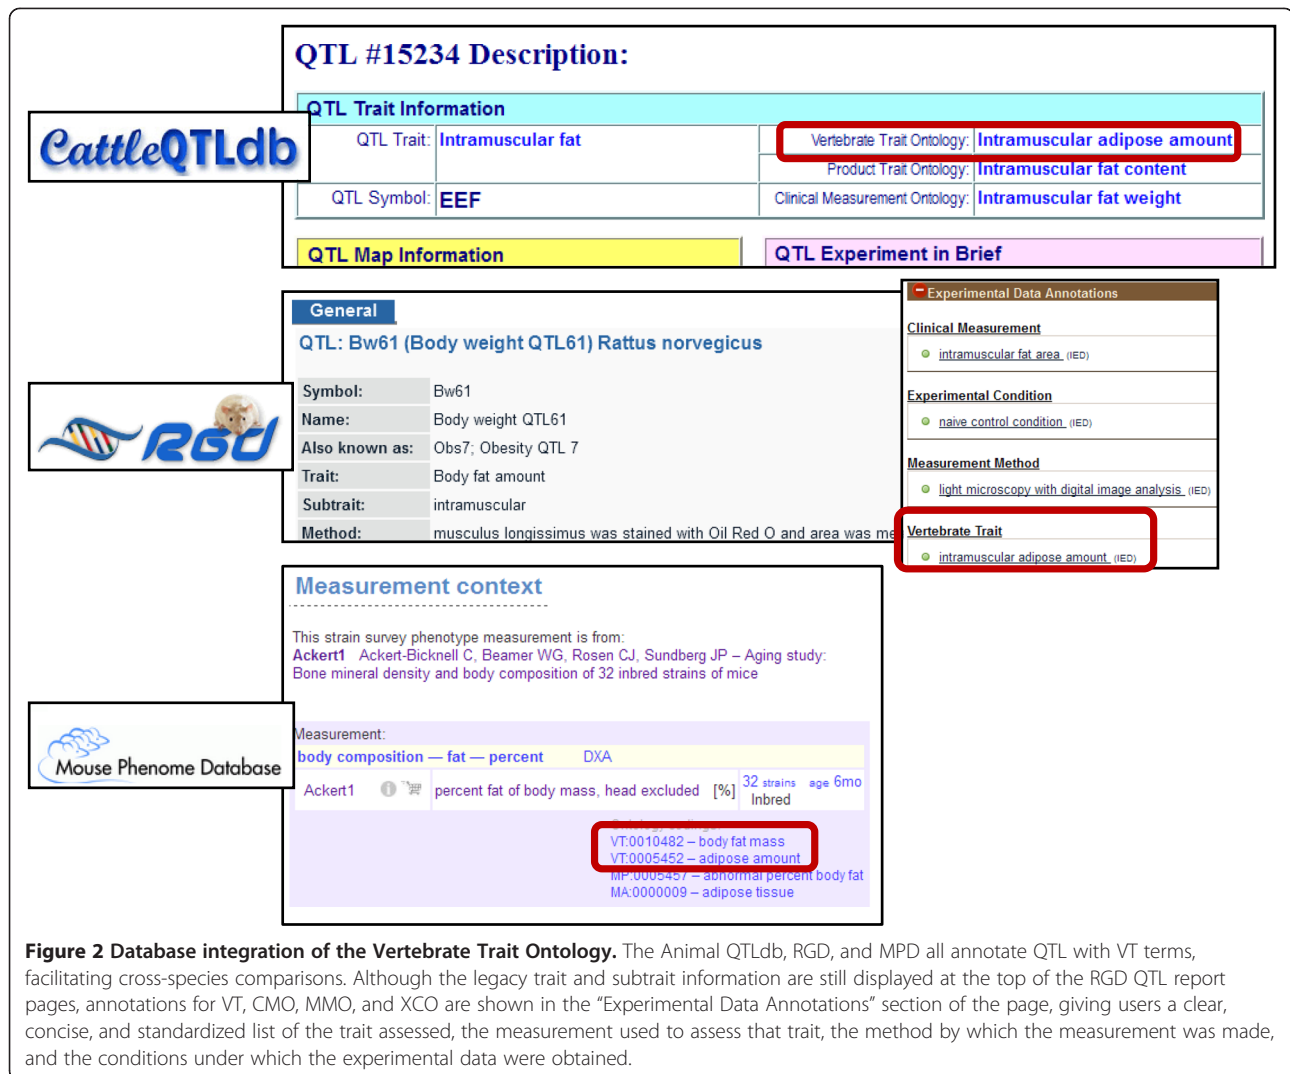 QTL #15234 Description:
QTL Trait Information
CattleQTLdb
QTL Trait: Intramuscular fat
Vertebrate Trait Ontology: Intramuscular adipose amount
Product Trait Ontology: Intramuscular fat content
QTL Symbol: EEF
Clinical Measurement Ontology: Intramuscular fat weight
QTL Map Information
QTL Experiment in Brief
General
QTL: Bw61 (Body weight QTL61) Rattus norvegicus
RGD
Symbol: Bw61
Name: Body weight QTL61
Also known as: Obs7; Obesity QTL 7
Trait: Body fat amount
Subtrait: intramuscular
Method: musculus longissimus was stained with Oil Red O and area was me
Experimental Data Annotations
Clinical Measurement
intramuscular fat area (IED)
Experimental Condition
naive control condition (IED)
Measurement Method
light microscopy with digital image analysis (IED)
Vertebrate Trait
intramuscular adipose amount (IED)
Measurement context
This strain survey phenotype measurement is from:
Ackert1 Ackert-Bicknell C, Beamer WG, Rosen CJ, Sundberg JP – Aging study:
Bone mineral density and body composition of 32 inbred strains of mice
Mouse Phenome Database
Measurement:
body composition — fat — percent DXA
Ackert1 percent fat of body mass, head excluded [%] 32 strains age 6mo
Inbred
VT:0010482 – body fat mass
VT:0005452 – adipose amount
MP:0005457 – abnormal percent body fat
MA:0000009 – adipose tissue
Figure 2 Database integration of the Vertebrate Trait Ontology. The Animal QTLdb, RGD, and MPD all annotate QTL with VT terms,
facilitating cross-species comparisons. Although the legacy trait and subtrait information are still displayed at the top of the RGD QTL report
pages, annotations for VT, CMO, MMO, and XCO are shown in the “Experimental Data Annotations” section of the page, giving users a clear,
concise, and standardized list of the trait assessed, the measurement used to assess that trait, the method by which the measurement was made,
and the conditions under which the experimental data were obtained.